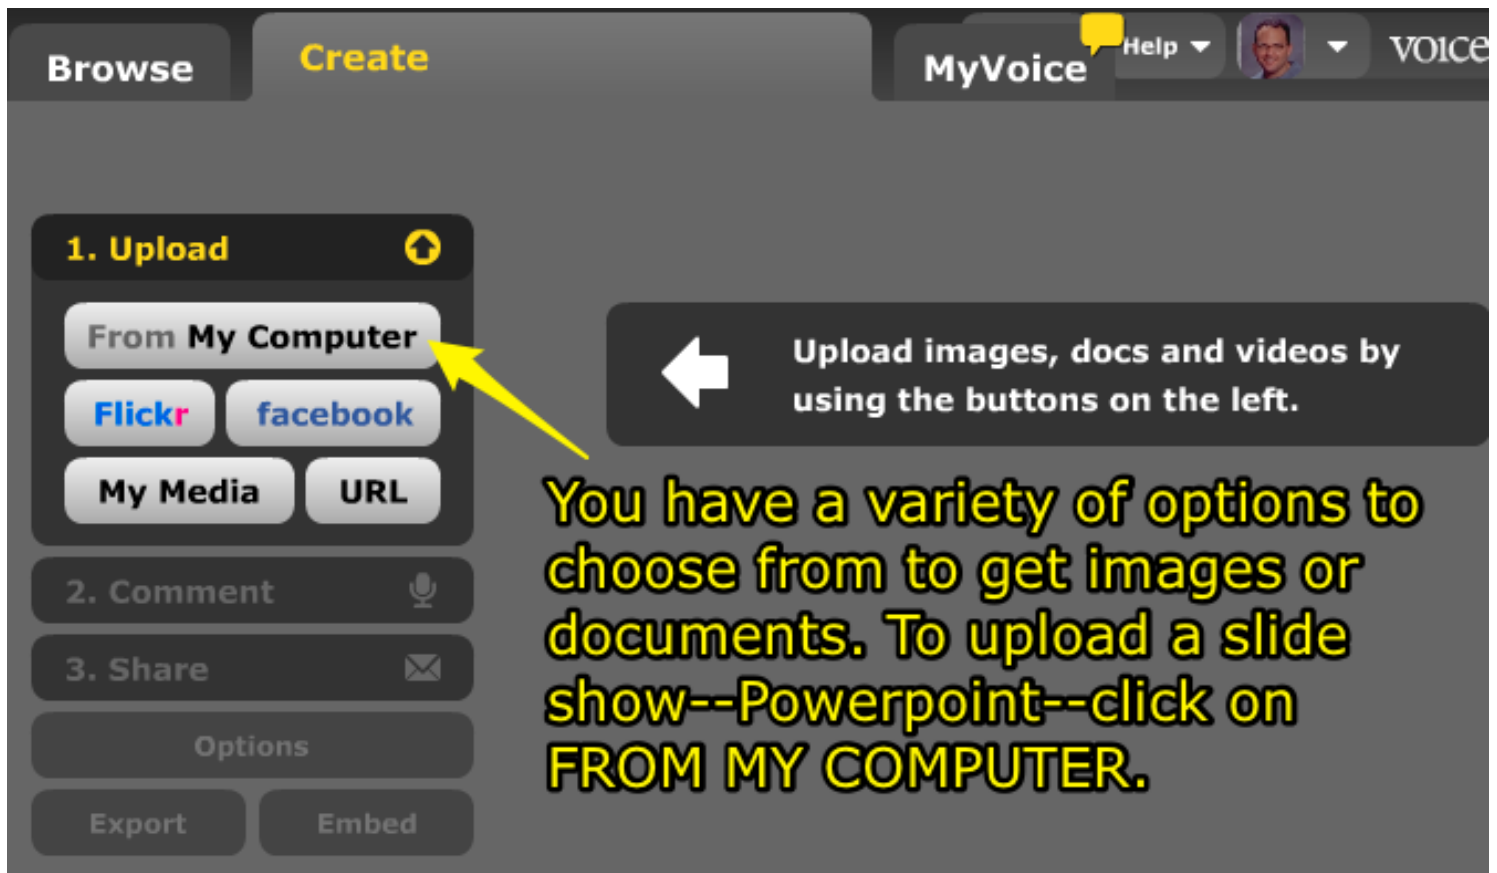 Browse
Create
MyVoice
Help
voice
1. Upload
From My Computer
Flickr
facebook
My Media
URL
2. Comment
3. Share
Options
Export
Embed
Upload images, docs and videos by
using the buttons on the left.
You have a variety of options to
choose from to get images or
documents. To upload a slide
show--Powerpoint--click on
FROM MY COMPUTER.